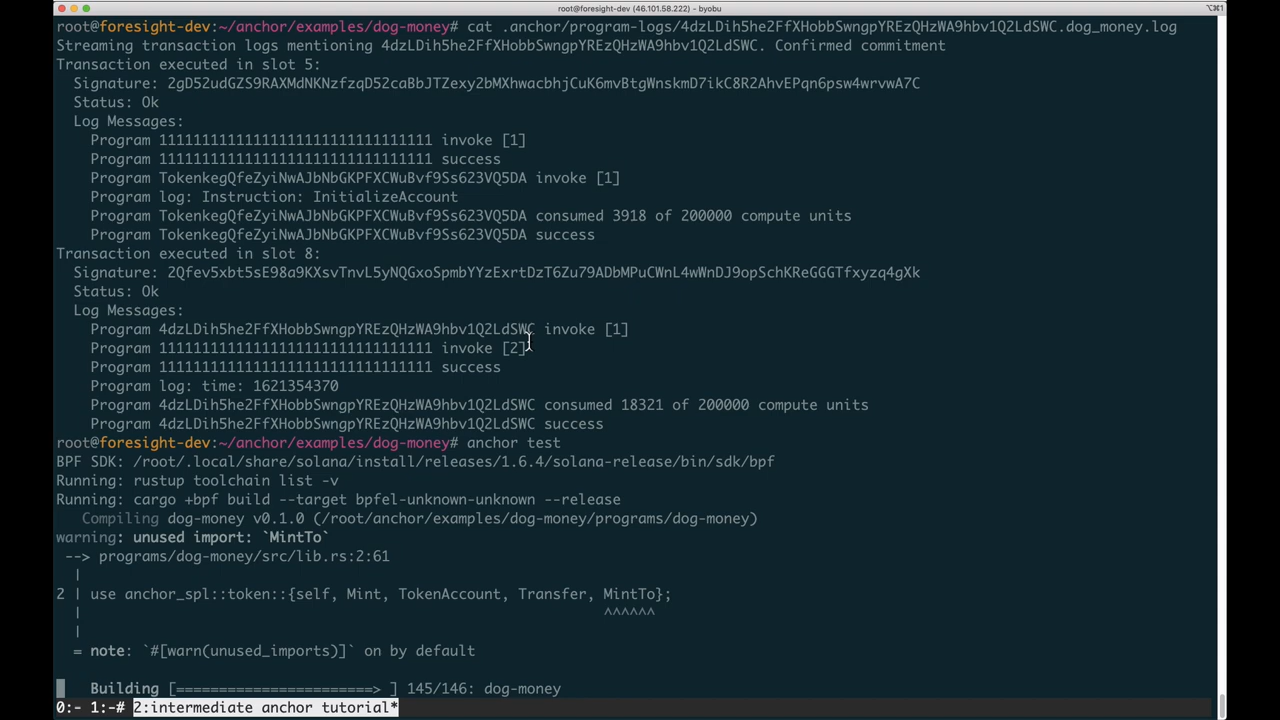 root@foresight-dev (46.101.58.222) - byobu
⌥⌘1
root@foresight-dev:~/anchor/examples/dog-money# cat .anchor/program-logs/4dzLDih5he2FfXHobbSwngpYREzQHzWA9hbv1Q2LdSWC.dog_money.log
Streaming transaction logs mentioning 4dzLDih5he2FfXHobbSwngpYREzQHzWA9hbv1Q2LdSWC. Confirmed commitment
Transaction executed in slot 5:
  Signature: 2gD52udGZS9RAXMdNKNzfzqD52caBbJTZexy2bMXhwacbhjCuK6mvBtgWnskmD7ikC8R2AhvEPqn6psw4wrvwA7C
  Status: Ok
  Log Messages:
    Program 11111111111111111111111111111111 invoke [1]
    Program 11111111111111111111111111111111 success
    Program TokenkegQfeZyiNwAJbNbGKPFXCWuBvf9Ss623VQ5DA invoke [1]
    Program log: Instruction: InitializeAccount
    Program TokenkegQfeZyiNwAJbNbGKPFXCWuBvf9Ss623VQ5DA consumed 3918 of 200000 compute units
    Program TokenkegQfeZyiNwAJbNbGKPFXCWuBvf9Ss623VQ5DA success
Transaction executed in slot 8:
  Signature: 2Qfev5xbt5sE98a9KXsvTnvL5yNQGxoSpmbYYzExrtDzT6Zu79ADbMPuCWnL4wWnDJ9opSchKReGGGTfxyzq4gXk
  Status: Ok
  Log Messages:
    Program 4dzLDih5he2FfXHobbSwngpYREzQHzWA9hbv1Q2LdSWC invoke [1]
    Program 11111111111111111111111111111111 invoke [2]
    Program 11111111111111111111111111111111 success
    Program log: time: 1621354370
    Program 4dzLDih5he2FfXHobbSwngpYREzQHzWA9hbv1Q2LdSWC consumed 18321 of 200000 compute units
    Program 4dzLDih5he2FfXHobbSwngpYREzQHzWA9hbv1Q2LdSWC success
root@foresight-dev:~/anchor/examples/dog-money# anchor test
BPF SDK: /root/.local/share/solana/install/releases/1.6.4/solana-release/bin/sdk/bpf
Running: rustup toolchain list -v
Running: cargo +bpf build --target bpfel-unknown-unknown --release
   Compiling dog-money v0.1.0 (/root/anchor/examples/dog-money/programs/dog-money)
warning: unused import: `MintTo`
 --> programs/dog-money/src/lib.rs:2:61
  |
2 | use anchor_spl::token::{self, Mint, TokenAccount, Transfer, MintTo};
  |                                                             ^^^^^^
  |
  = note: `#[warn(unused_imports)]` on by default
    Building [=======================> ] 145/146: dog-money
0:- 1:-# 2:intermediate anchor tutorial*